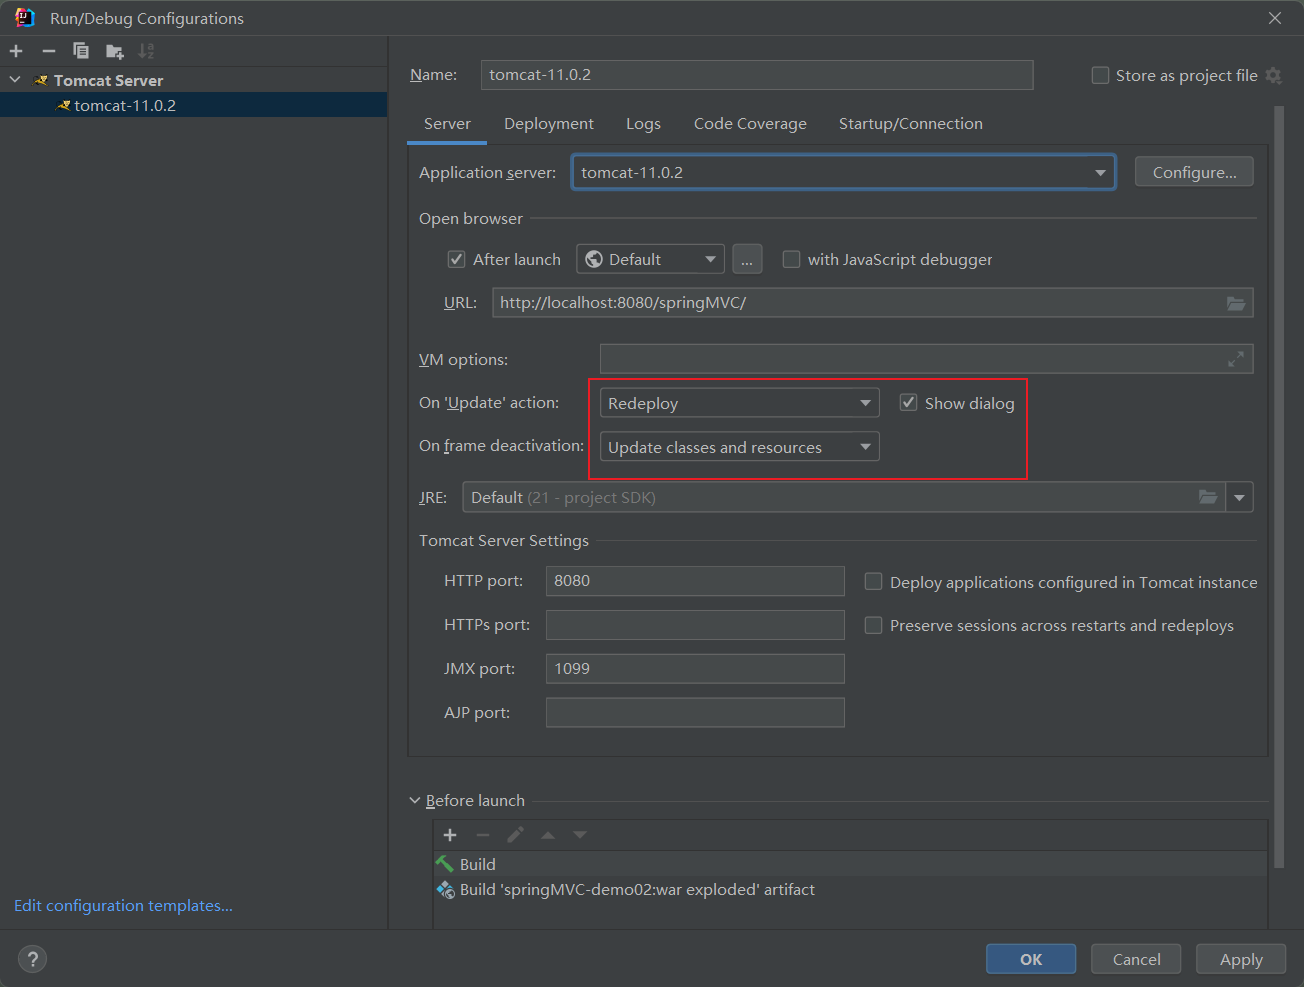 Run/Debug Configurations
Tomcat Server
tomcat-11.0.2
Name: tomcat-11.0.2 Store as project file
Server Deployment Logs Code Coverage Startup/Connection
Application server: tomcat-11.0.2 Configure...
Open browser
After launch Default ... with JavaScript debugger
URL: http://localhost:8080/springMVC/
VM options:
On 'Update' action: Redeploy Show dialog
On frame deactivation: Update classes and resources
JRE: Default (21 - project SDK)
Tomcat Server Settings
HTTP port: 8080 Deploy applications configured in Tomcat instance
HTTPs port: Preserve sessions across restarts and redeploys
JMX port: 1099
AJP port:
Before launch
Build
Build 'springMVC-demo02:war exploded' artifact
Edit configuration templates...
? OK Cancel Apply